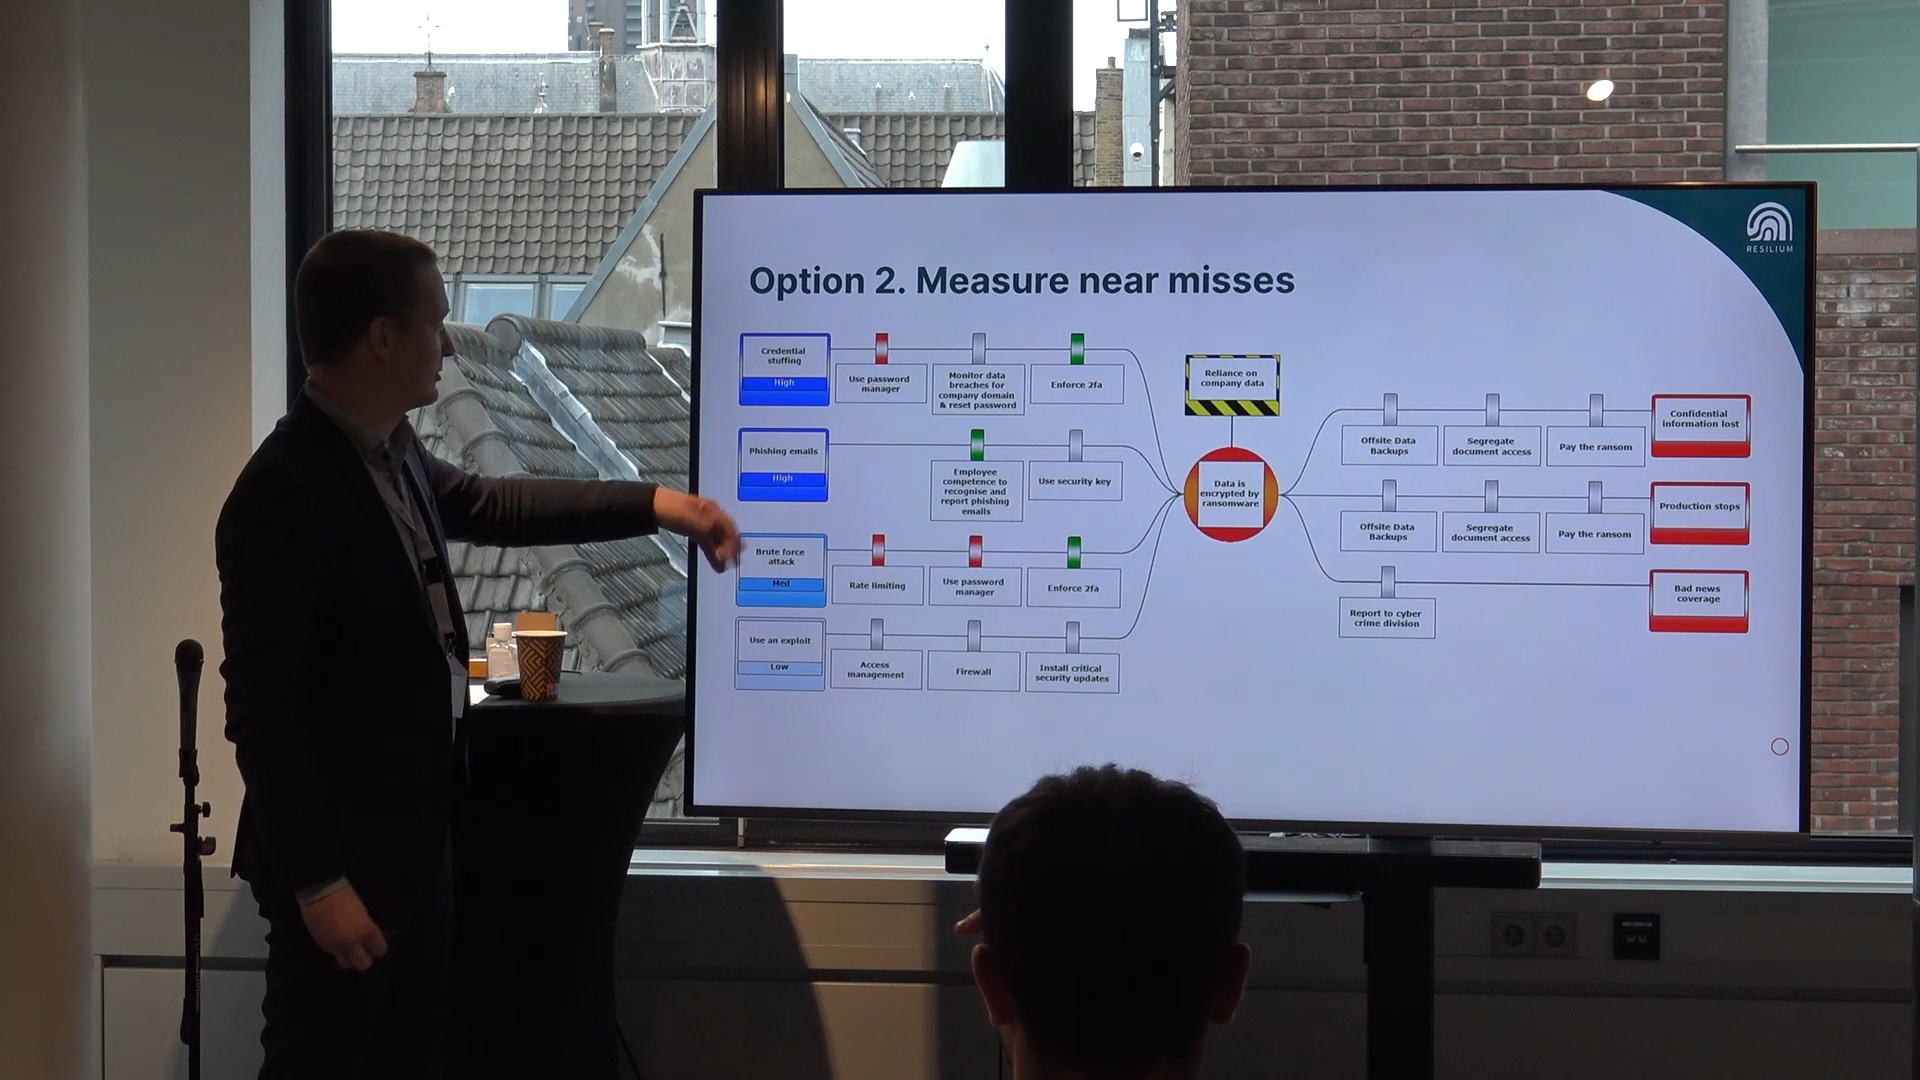 RESILIUM
Option 2. Measure near misses
Credential
stuffing
High
Use password
manager
Monitor data
breaches for
company domain
& reset password
Enforce 2fa
Phishing emails
High
Employee
competence to
recognise and
report phishing
emails
Use security key
Brute force
attack
Med
Rate limiting
Use password
manager
Enforce 2fa
Use an exploit
Low
Access
management
Firewall
Install critical
security updates
Reliance on
company data
Data is
encrypted by
ransomware
Offsite Data
Backups
Segregate
document access
Pay the ransom
Confidential
information lost
Offsite Data
Backups
Segregate
document access
Pay the ransom
Production stops
Report to cyber
crime division
Bad news
coverage